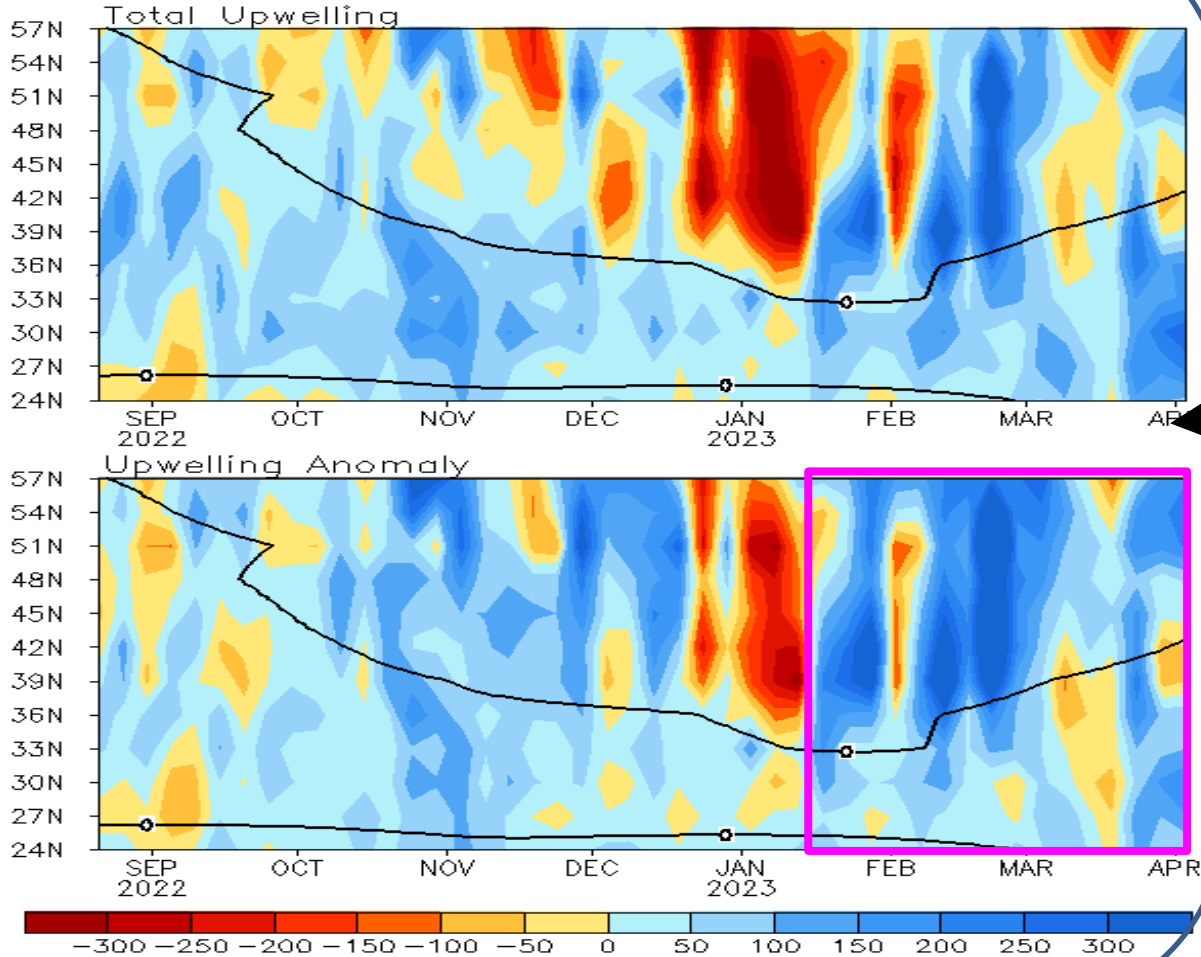 Total Upwelling
57N
54N
51N
48N
45N
42N
39N
36N
33N
30N
27N
24N
SEP OCT NOV DEC JAN FEB MAR AP
2022 2023
Upwelling Anomaly
57N
54N
51N
48N
45N
42N
39N
36N
33N
30N
27N
24N
SEP OCT NOV DEC JAN FEB MAR APR
2022 2023
-300 -250 -200 -150 -100 -50 0 50 100 150 200 250 300